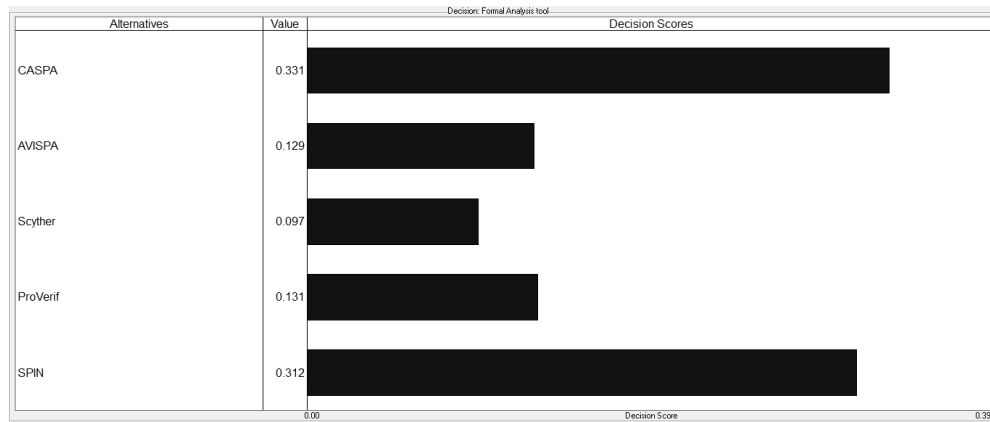 Decision: Formal Analysis tool
Alternatives Value Decision Scores
CASPA 0.331
AVISPA 0.129
Scyther 0.097
ProVerif 0.131
SPIN 0.312
0.00 Decision Score 0.39